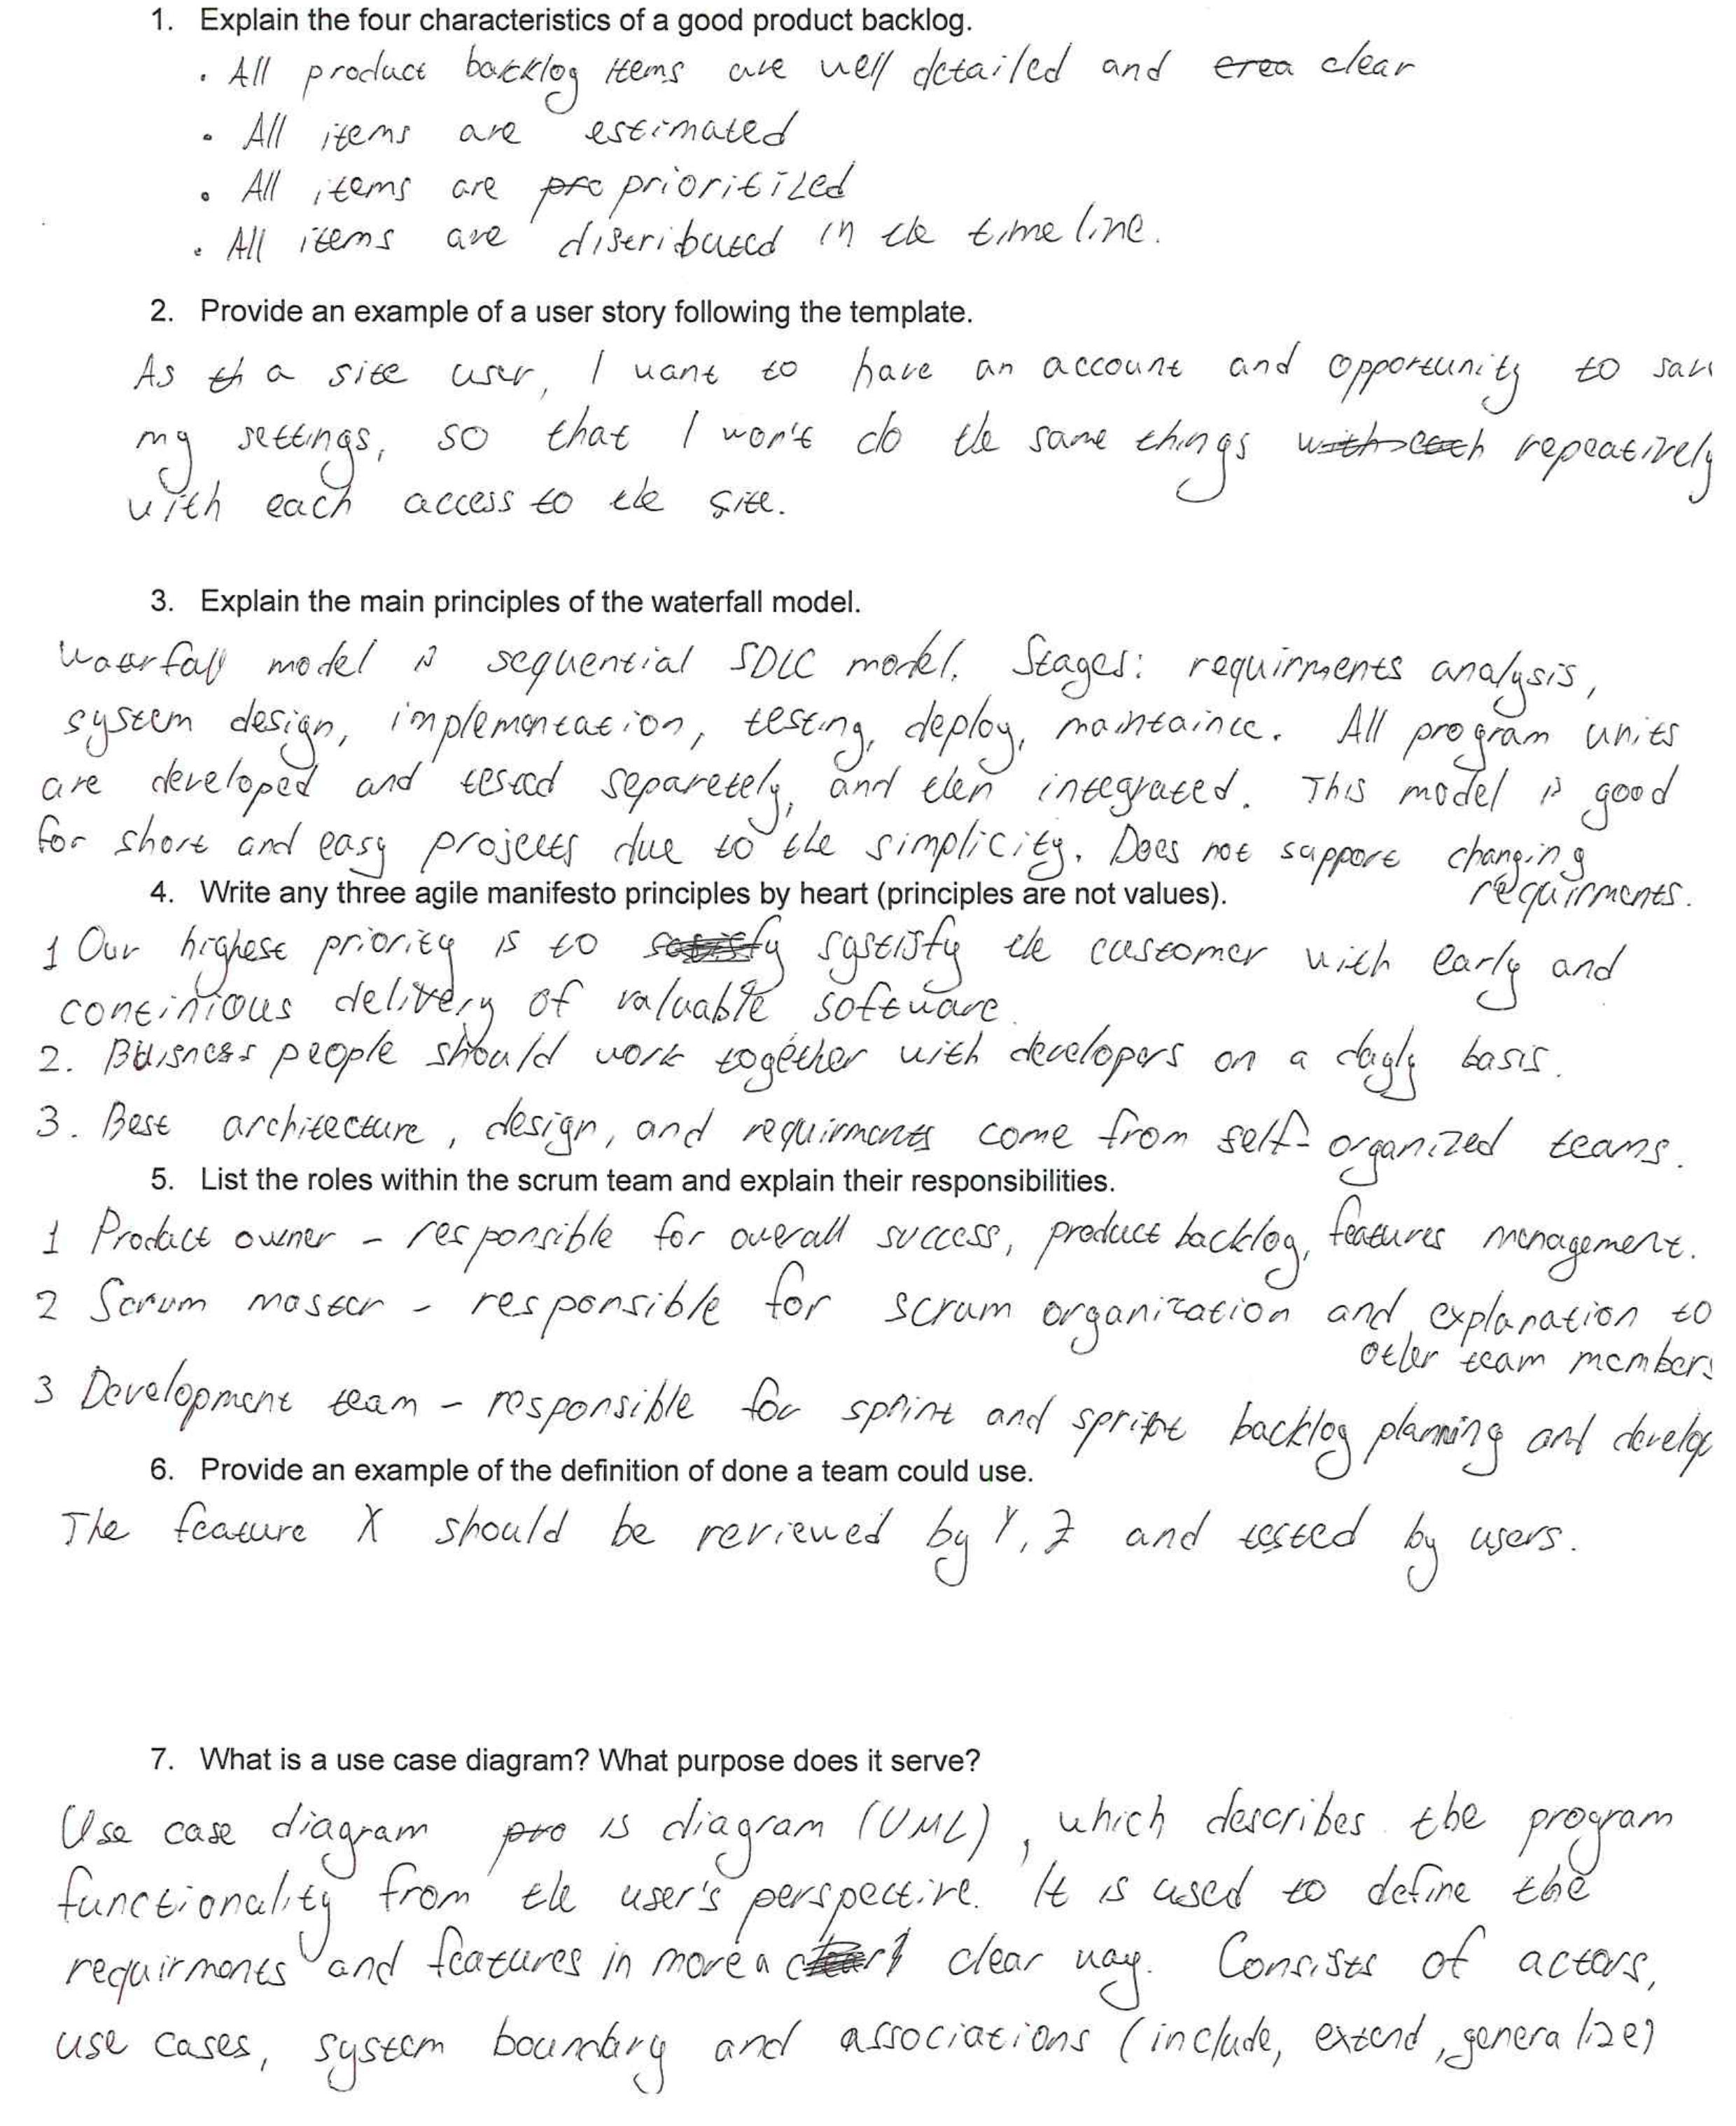 1. Explain the four characteristics of a good product backlog.
. All product backlog items are well detailed and clear
• All items are estimated
• All items are prioritized
• All items are distributed in the time line.
2. Provide an example of a user story following the template.
As a site user, I want to have an account and opportunity to sav
my settings, so that I won't do the same things repeatively
with each access to the site.
3. Explain the main principles of the waterfall model.
Waterfall model is sequential SDLC model. Stages: requirments analysis,
system design, implementation, testing, deploy, maintaince. All program units
are developed and tested separetely, and then integrated. This model is good
for short and easy projects due to the simplicity. Does not support changing
requirments.
4. Write any three agile manifesto principles by heart (principles are not values).
1 Our highest priority is to sastisfy the customer with early and
continious delivery of valuable software.
2. Buisness people should work together with developers on a dayly basis.
3. Best architecture, design, and requirments come from self-organized teams.
5. List the roles within the scrum team and explain their responsibilities.
1 Product owner - responsible for overall success, product backlog, features management.
2 Scrum master - responsible for scrum organization and explanation to
other team members
3 Development team - responsible for sprint and sprint backlog planning and develop
6. Provide an example of the definition of done a team could use.
The feature X should be reviewed by Y, Z and tested by users.
7. What is a use case diagram? What purpose does it serve?
Use case diagram is diagram (UML), which describes the program
functionality from the user's perspective. It is used to define the
requirments and features in more a clear way. Consists of actors,
use cases, system boundary and associations (include, extend, generalize)